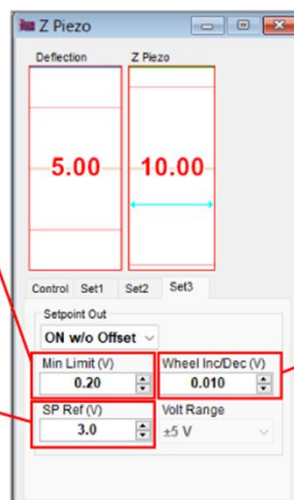 Z Piezo
Deflection Z Piezo
5.00 10.00
Control Set1 Set2 Set3
Setpoint Out
ON w/o Offset
Min Limit (V) Wheel Inc/Dec (V)
0.20 0.010
SP Ref (V) Volt Range
3.0 ±5 V